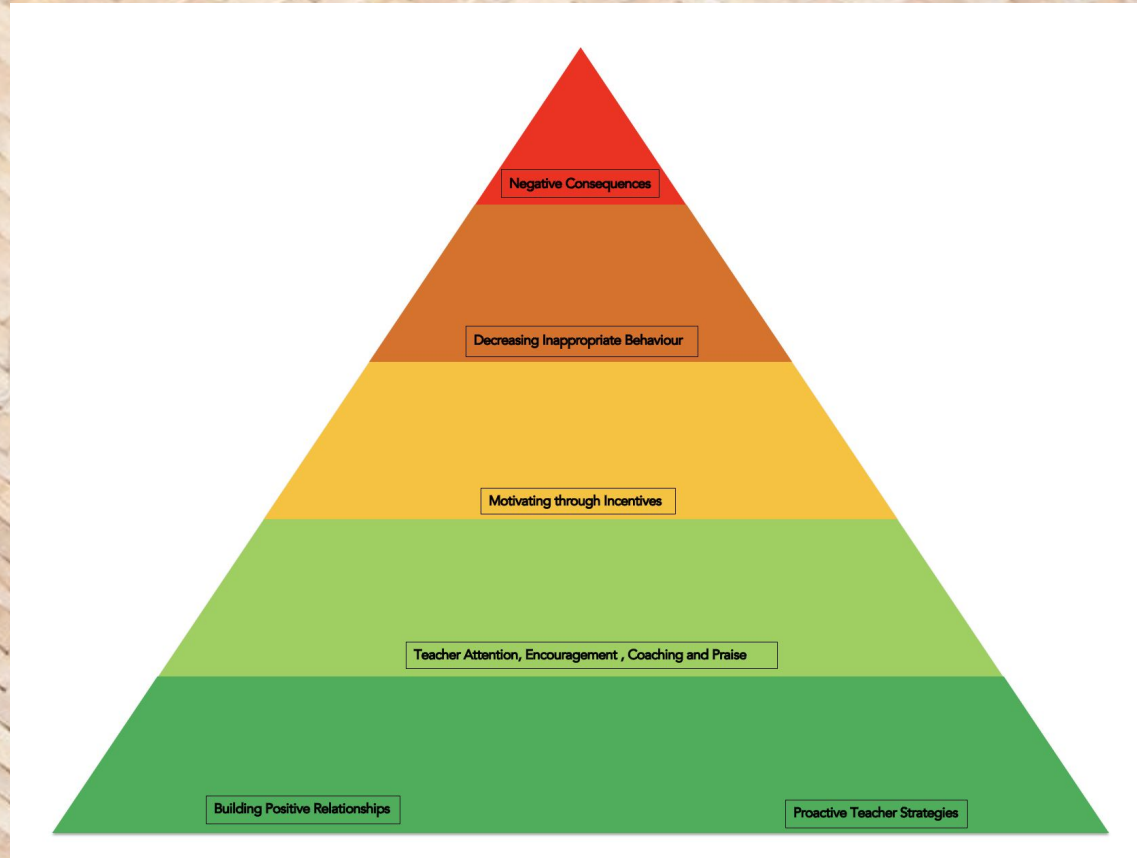 Negative Consequences
Decreasing Inappropriate Behaviour
Motivating through Incentives
Teacher Attention, Encouragement , Coaching and Praise
Building Positive Relationships
Proactive Teacher Strategies